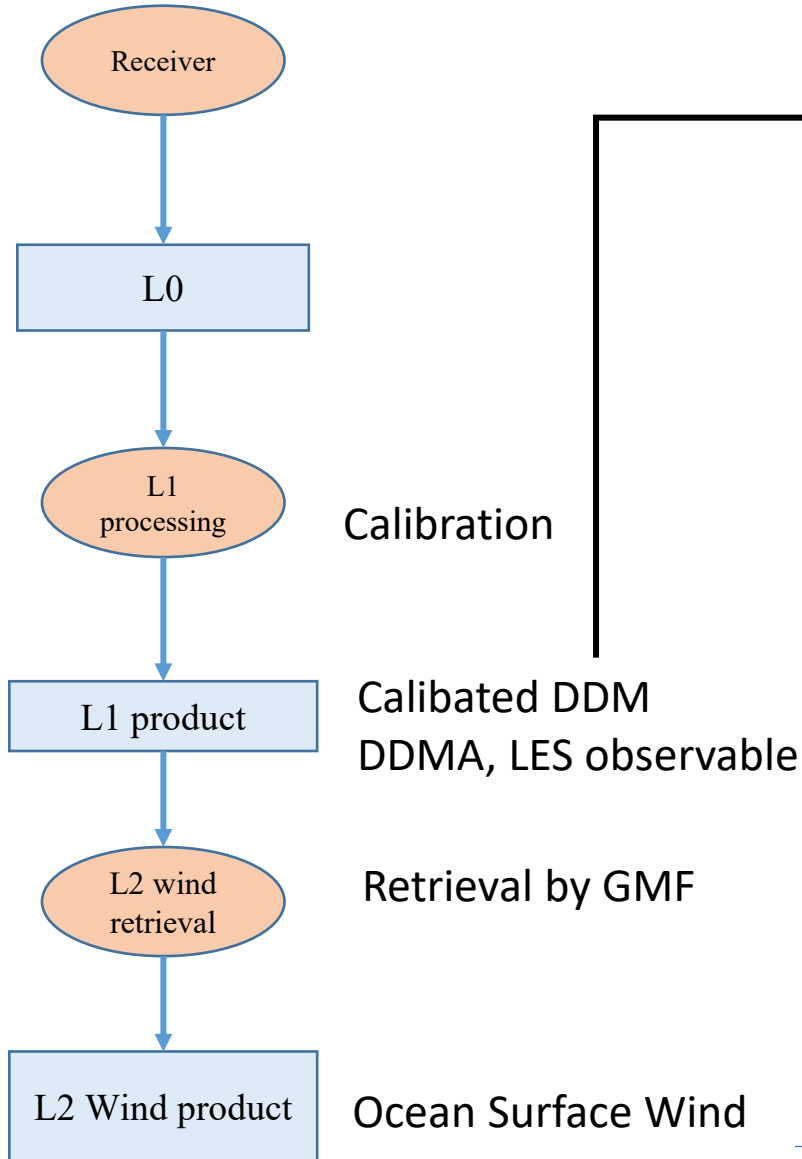 Receiver
L0
L1
processing
Calibration
L1 product
Calibated DDM
DDMA, LES observable
L2 wind
retrieval
Retrieval by GMF
L2 Wind product
Ocean Surface Wind